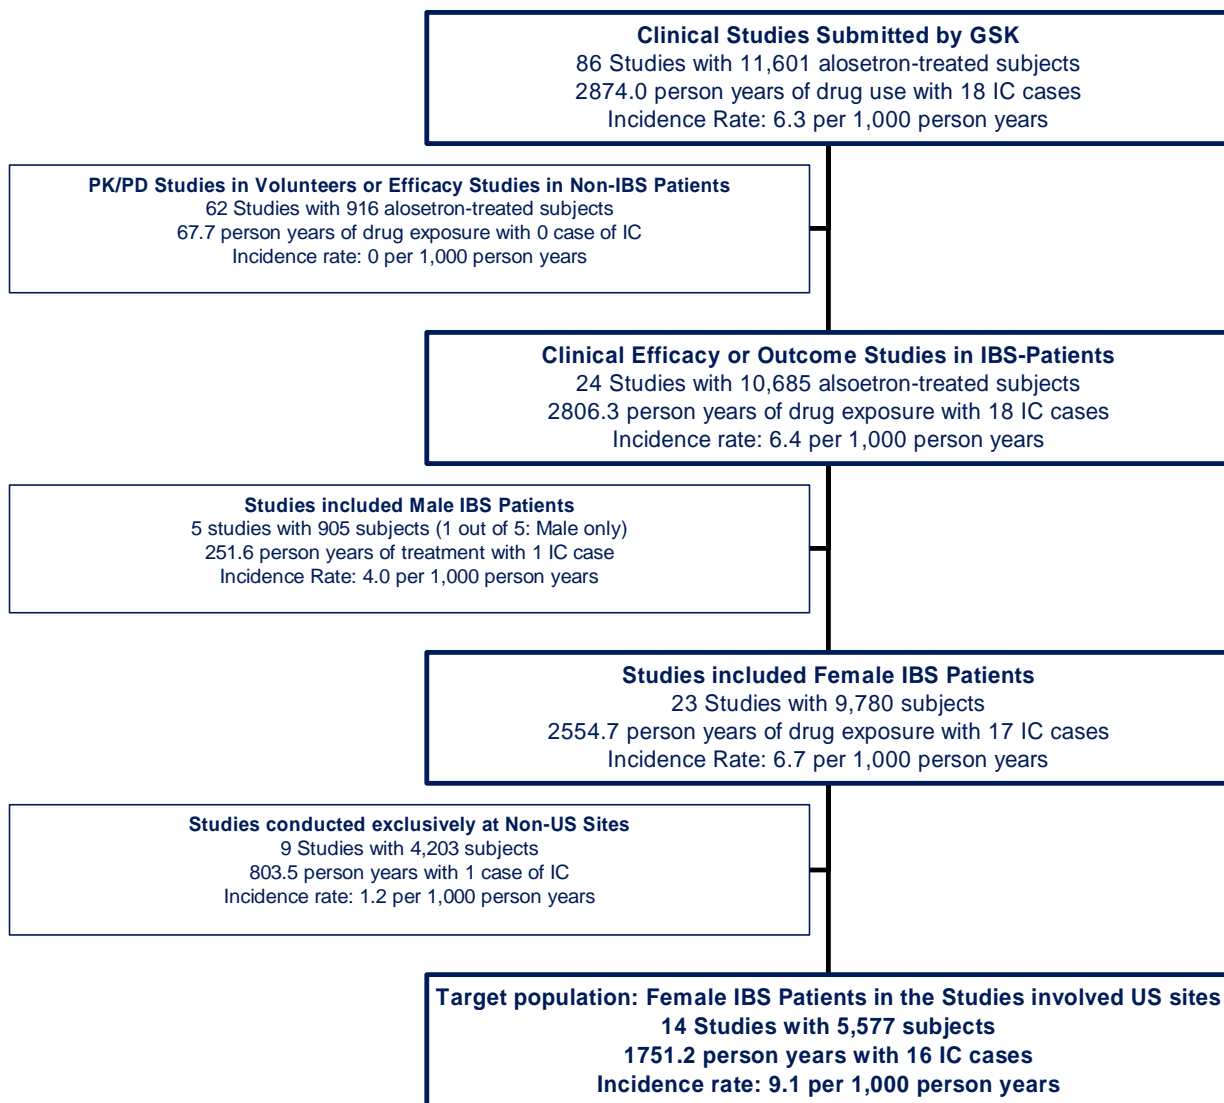 Clinical Studies Submitted by GSK
86 Studies with 11,601 alosetron-treated subjects
2874.0 person years of drug use with 18 IC cases
Incidence Rate: 6.3 per 1,000 person years
PK/PD Studies in Volunteers or Efficacy Studies in Non-IBS Patients
62 Studies with 916 alosetron-treated subjects
67.7 person years of drug exposure with 0 case of IC
Incidence rate: 0 per 1,000 person years
Clinical Efficacy or Outcome Studies in IBS-Patients
24 Studies with 10,685 alsoetron-treated subjects
2806.3 person years of drug exposure with 18 IC cases
Incidence rate: 6.4 per 1,000 person years
Studies included Male IBS Patients
5 studies with 905 subjects (1 out of 5: Male only)
251.6 person years of treatment with 1 IC case
Incidence Rate: 4.0 per 1,000 person years
Studies included Female IBS Patients
23 Studies with 9,780 subjects
2554.7 person years of drug exposure with 17 IC cases
Incidence Rate: 6.7 per 1,000 person years
Studies conducted exclusively at Non-US Sites
9 Studies with 4,203 subjects
803.5 person years with 1 case of IC
Incidence rate: 1.2 per 1,000 person years
Target population: Female IBS Patients in the Studies involved US sites
14 Studies with 5,577 subjects
1751.2 person years with 16 IC cases
Incidence rate: 9.1 per 1,000 person years